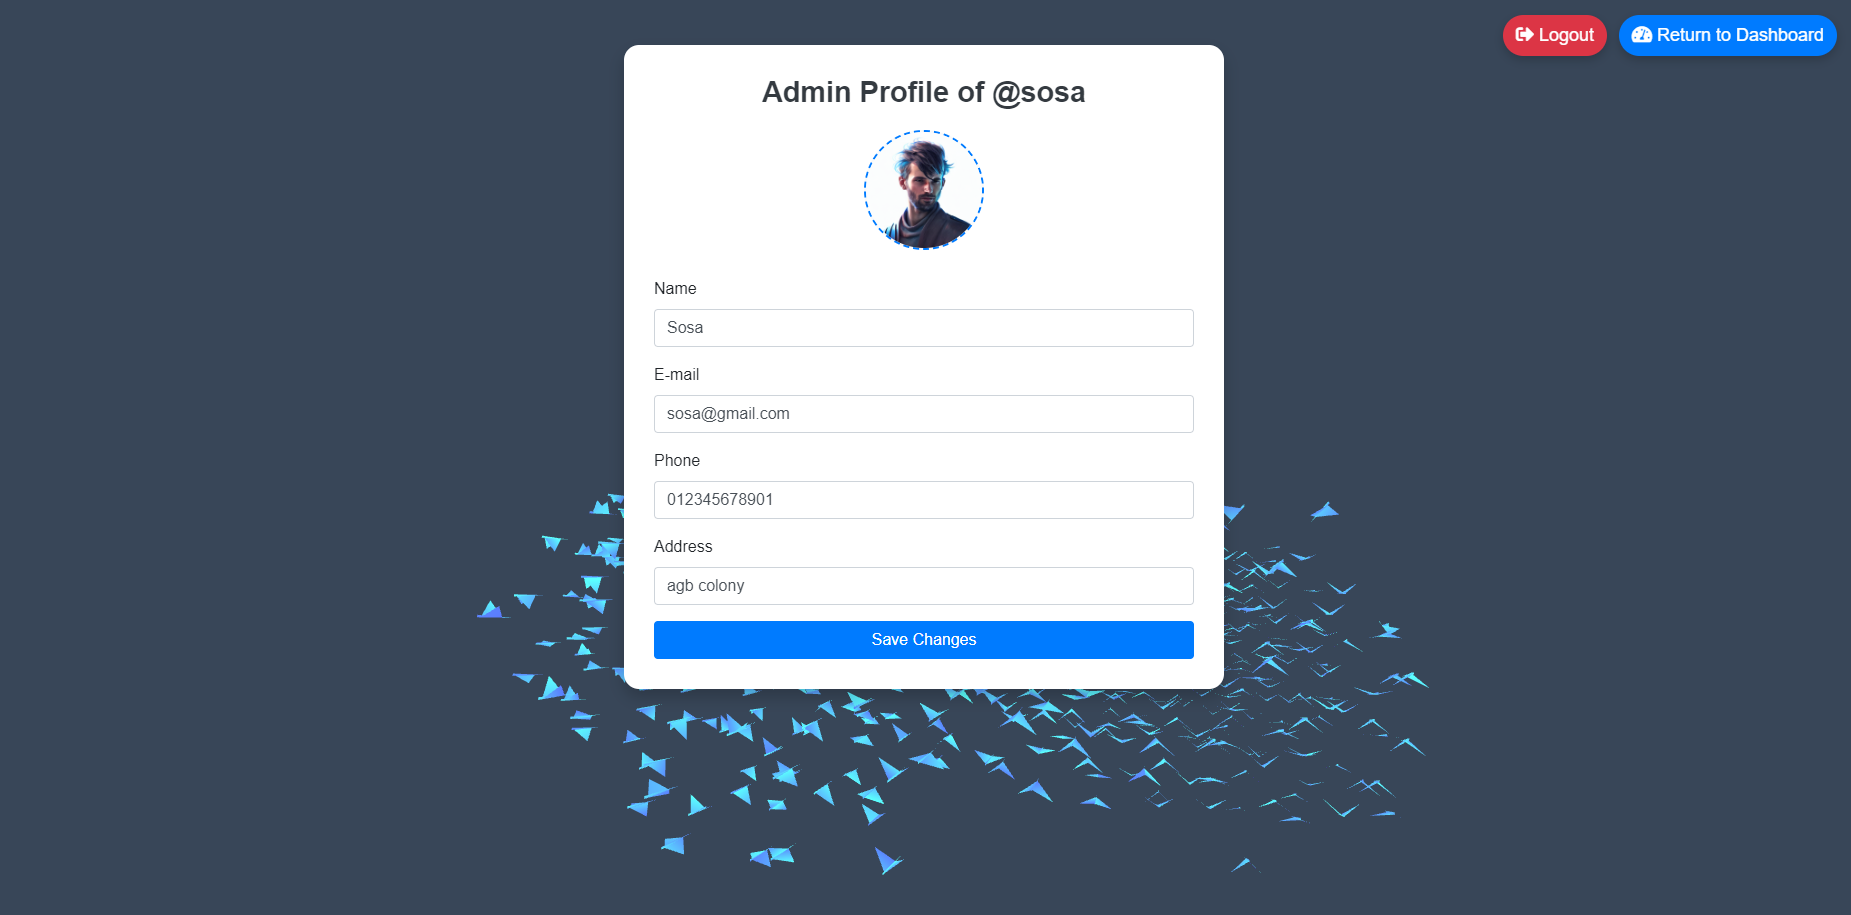 Logout
Return to Dashboard
Admin Profile of @sosa
Name
Sosa
E-mail
sosa@gmail.com
Phone
012345678901
Address
agb colony
Save Changes